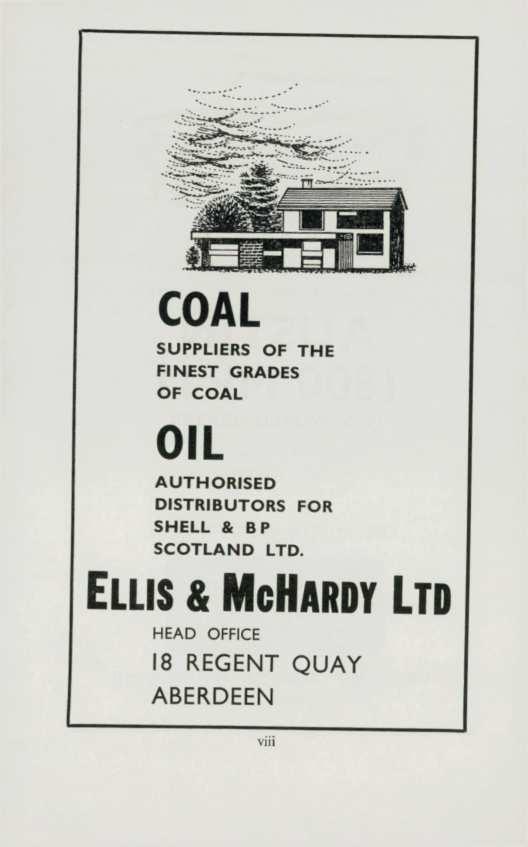 COAL
SUPPLIERS OF THE
FINEST GRADES
OF COAL
OIL
AUTHORISED
DISTRIBUTORS FOR
SHELL & BP
SCOTLAND LTD.
ELLIS & McHARDY LTD
HEAD OFFICE
18 REGENT QUAY
ABERDEEN
viii